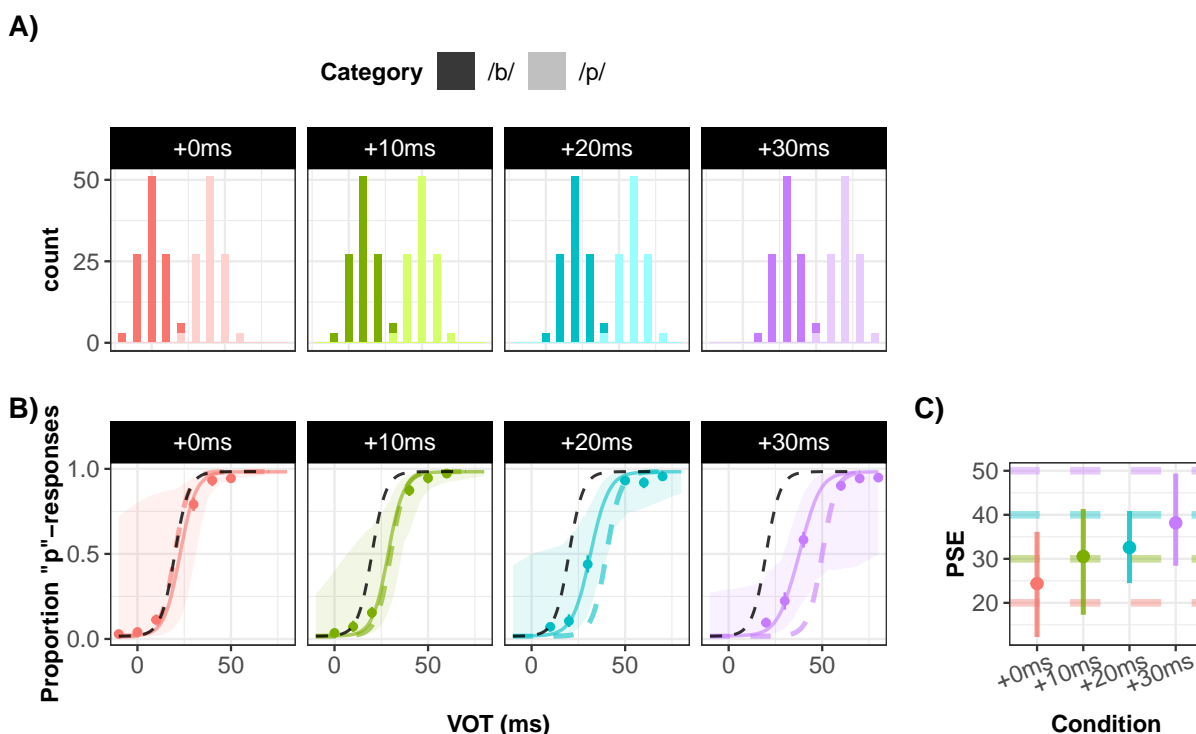 A)
Category /b/ /p/
+0ms +10ms +20ms +30ms
50
25
0
count
B)
+0ms +10ms +20ms +30ms
1.0
0.5
0.0
Proportion "p"-responses
0 50 0 50 0 50 0 50
VOT (ms)
C)
50
40
30
20
PSE
+0ms +10ms +20ms +30ms
Condition